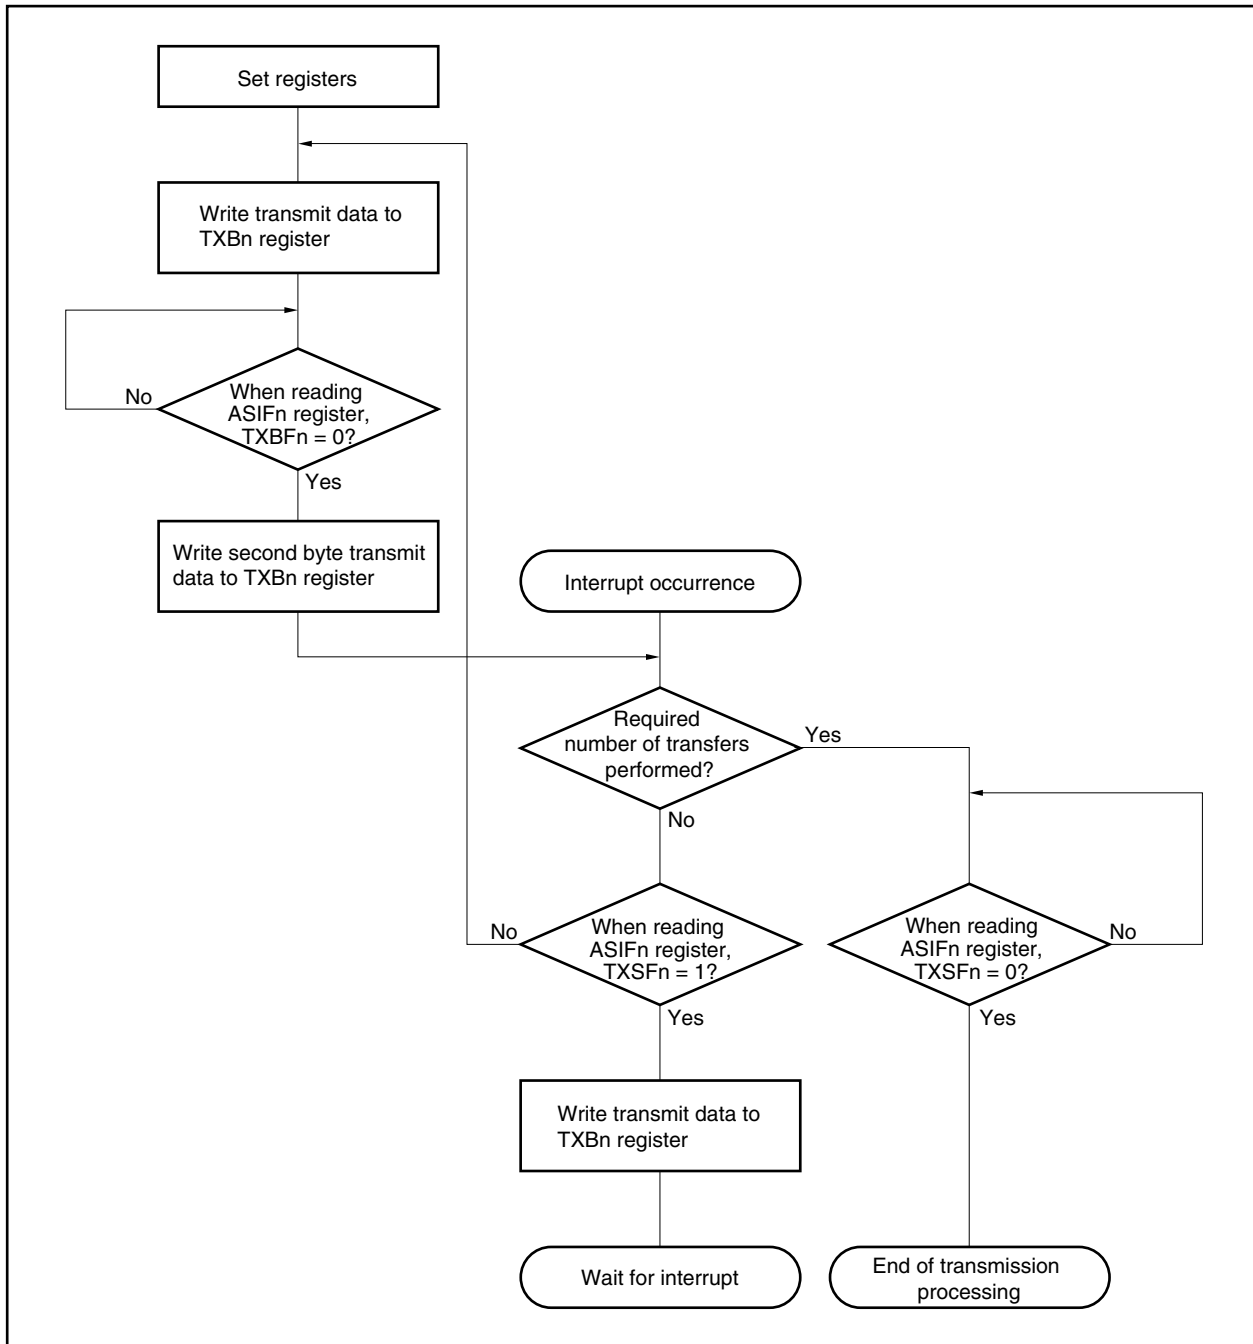 Set registers
Write transmit data to
TXBn register
No
When reading
ASIFn register,
TXBFn = 0?
Yes
Write second byte transmit
data to TXBn register
Interrupt occurrence
Required
number of transfers
performed?
Yes
No
No
When reading
ASIFn register,
TXSFn = 1?
Yes
When reading
ASIFn register,
TXSFn = 0?
No
Yes
Write transmit data to
TXBn register
Wait for interrupt
End of transmission
processing